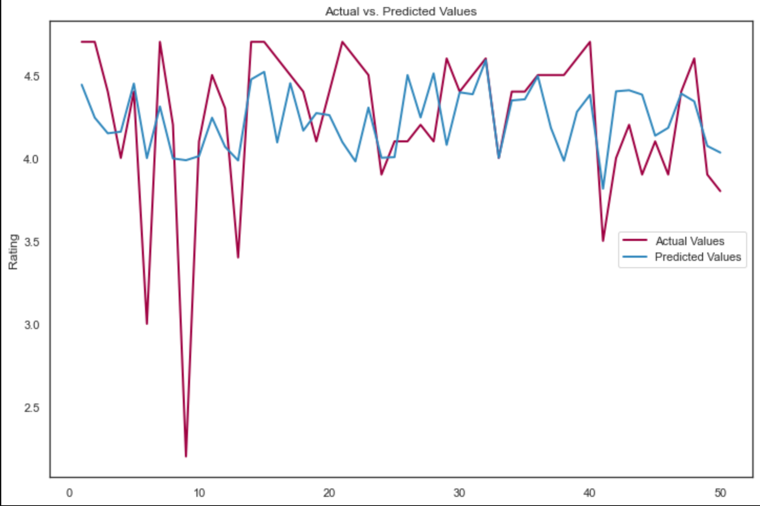 Actual vs. Predicted Values
4.5
4.0
3.5
3.0
2.5
Rating
Actual Values
Predicted Values
0 10 20 30 40 50